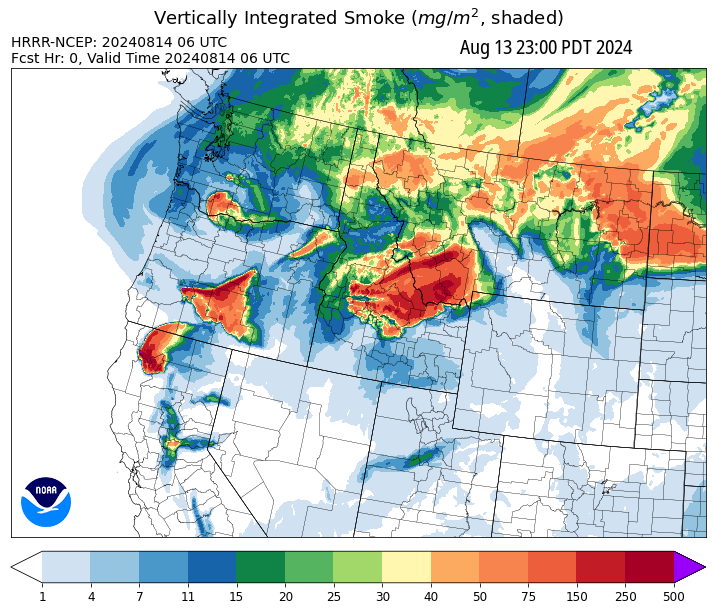 Vertically Integrated Smoke (mg/m², shaded)
HRRR-NCEP: 20240814 06 UTC
Aug 13 23:00 PDT 2024
Fcst Hr: 0, Valid Time 20240814 06 UTC
NOAA
1 4 7 11 15 20 25 30 40 50 75 150 250 500